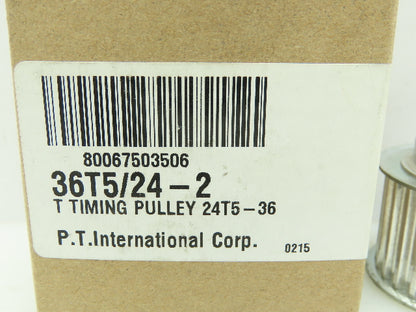 80067503506
36T5/24-2
T TIMING PULLEY 24T5-36
P.T.International Corp. 0215